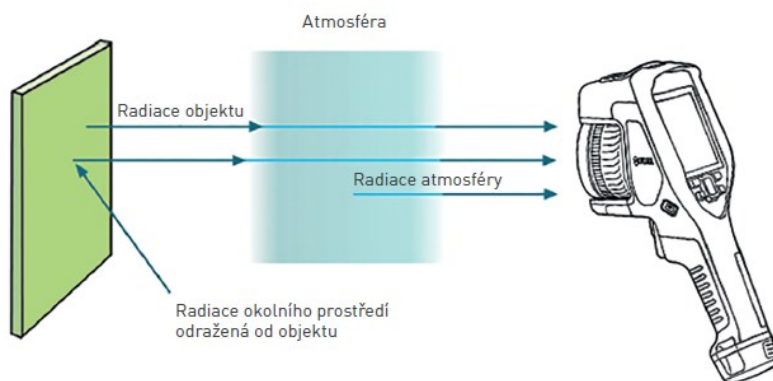 Atmosféra
Radiace objektu
Radiace atmosféry
Radiace okolního prostředí
odražená od objektu